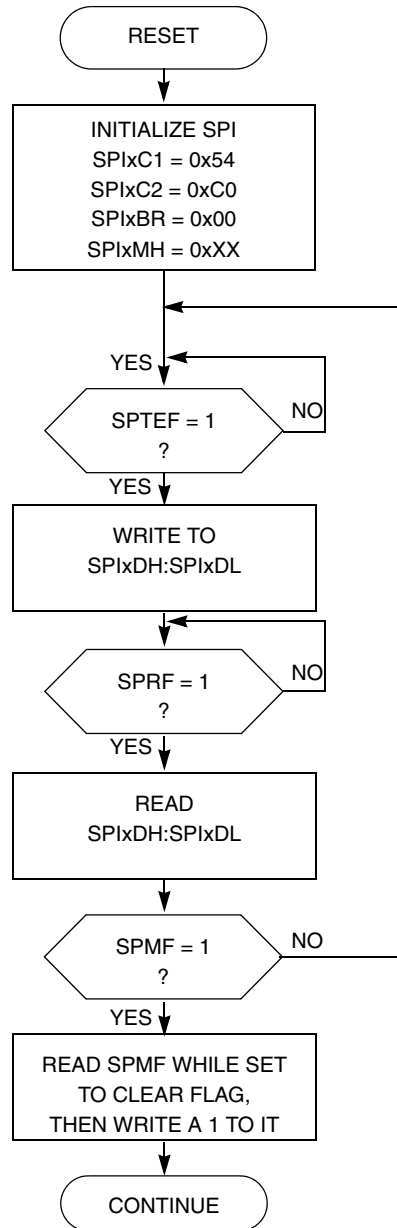 RESET
INITIALIZE SPI
SPIxC1 = 0x54
SPIxC2 = 0xC0
SPIxBR = 0x00
SPIxMH = 0xXX
YES
SPTEF = 1
?
NO
YES
WRITE TO
SPIxDH:SPIxDL
SPRF = 1
?
NO
YES
READ
SPIxDH:SPIxDL
SPMF = 1
?
NO
YES
READ SPMF WHILE SET
TO CLEAR FLAG,
THEN WRITE A 1 TO IT
CONTINUE